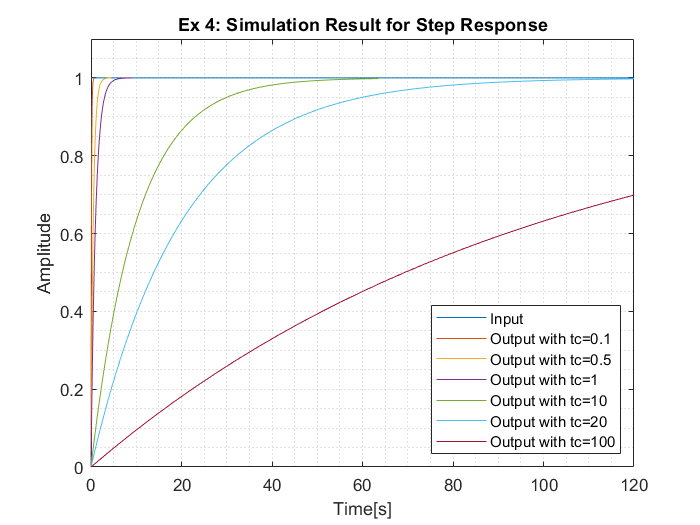 Ex 4: Simulation Result for Step Response
Amplitude
1
0.8
0.6
0.4
0.2
0
0 20 40 60 80 100 120
Time[s]
Input
Output with tc=0.1
Output with tc=0.5
Output with tc=1
Output with tc=10
Output with tc=20
Output with tc=100